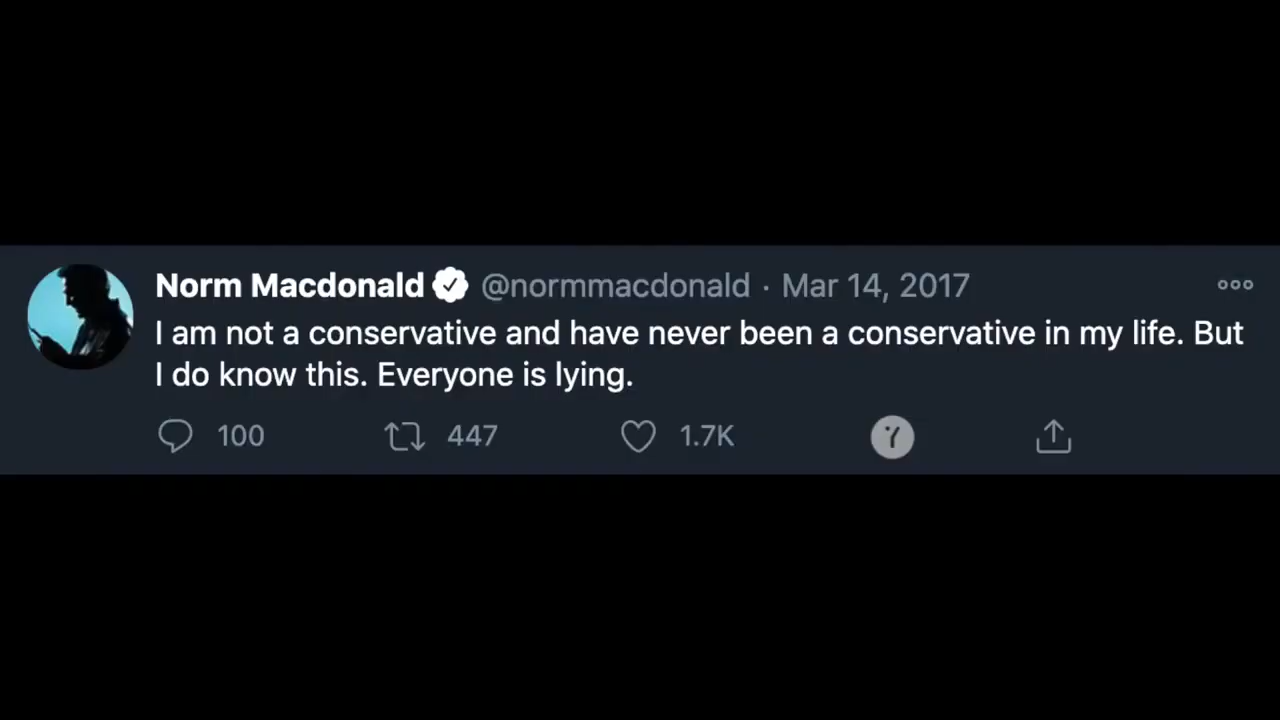 Norm Macdonald @normmacdonald · Mar 14, 2017
I am not a conservative and have never been a conservative in my life. But
I do know this. Everyone is lying.
100 447 1.7K